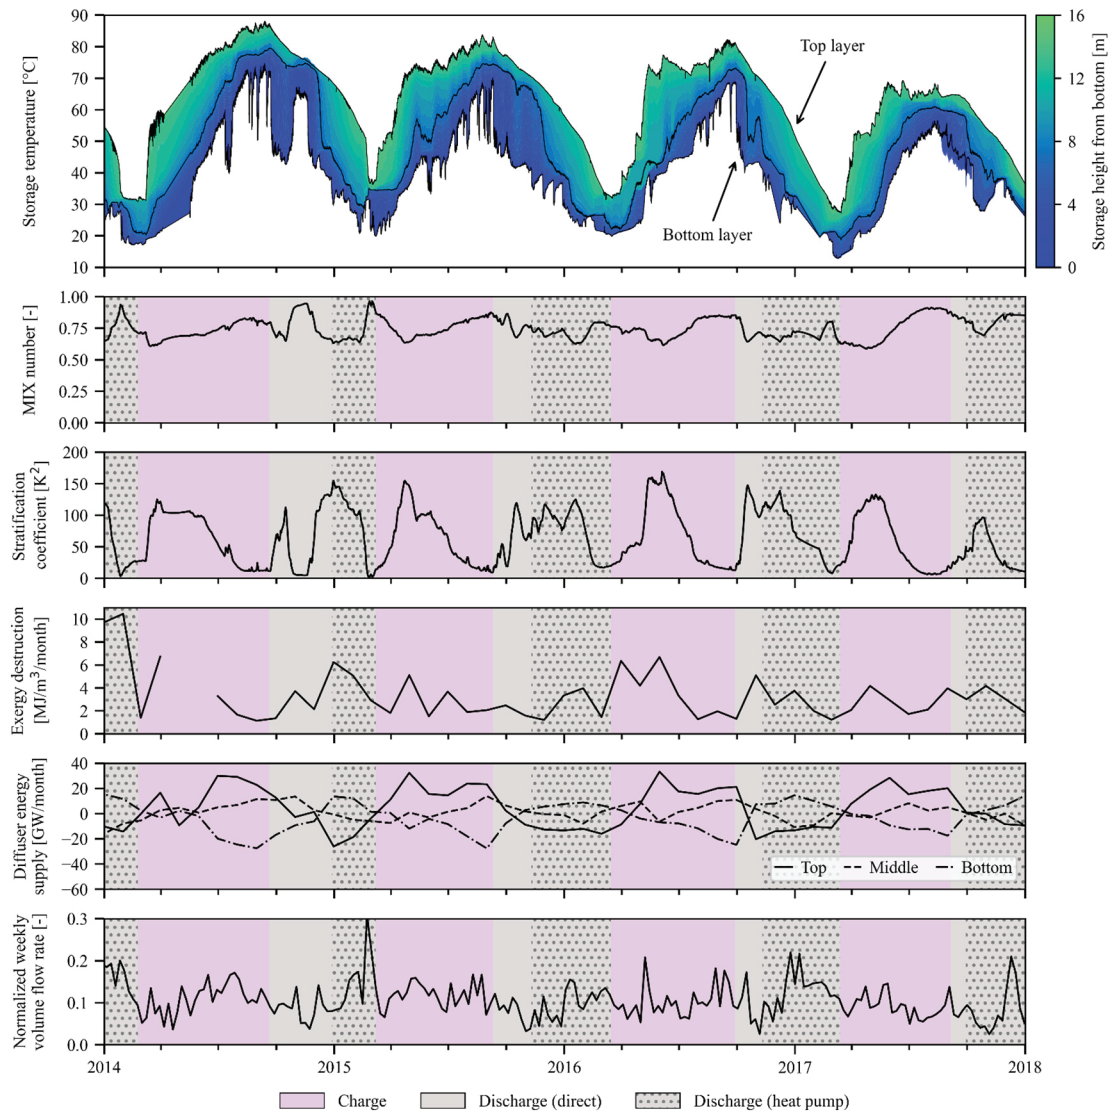 90
80
70
60
50
40
30
20
10
Storage temperature [°C]
Top layer
Bottom layer
16
12
8
4
0
Storage height from bottom [m]
1.00
0.75
0.50
0.25
0.00
MIX number [-]
200
150
100
50
0
Stratification
coefficient [K²]
10
8
6
4
2
0
Exergy destruction
[MJ/m³/month]
40
20
0
−20
−40
−60
Diffuser energy
supply [GW/month]
Top Middle Bottom
0.3
0.2
0.1
0.0
Normalized weekly
volume flow rate [-]
2014 2015 2016 2017 2018
Charge Discharge (direct) Discharge (heat pump)